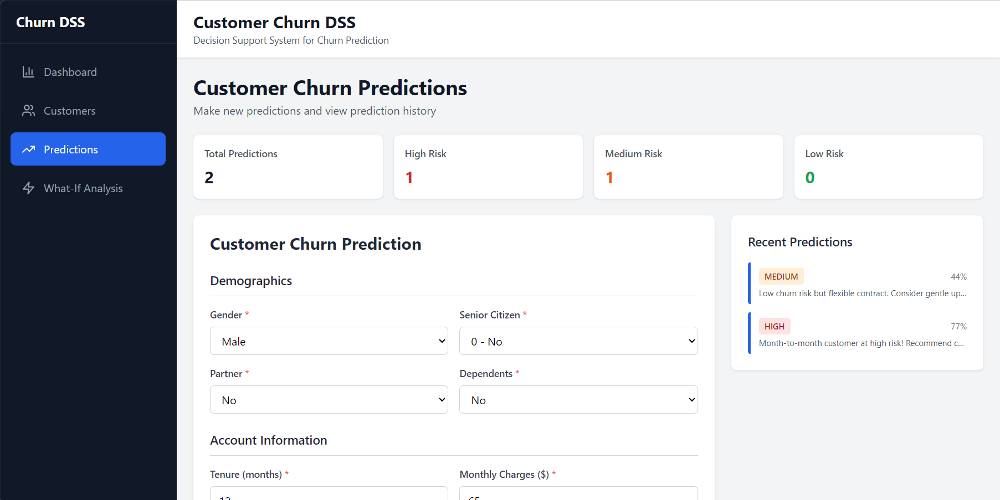 Churn DSS
Dashboard
Customers
Predictions
What-If Analysis
Customer Churn DSS
Decision Support System for Churn Prediction
Customer Churn Predictions
Make new predictions and view prediction history
Total Predictions
2
High Risk
1
Medium Risk
1
Low Risk
0
Customer Churn Prediction
Demographics
Gender *
Male
Senior Citizen *
0 - No
Partner *
No
Dependents *
No
Account Information
Tenure (months) *
12
Monthly Charges ($) *
65
Recent Predictions
MEDIUM 44%
Low churn risk but flexible contract. Consider gentle up...
HIGH 77%
Month-to-month customer at high risk! Recommend c...